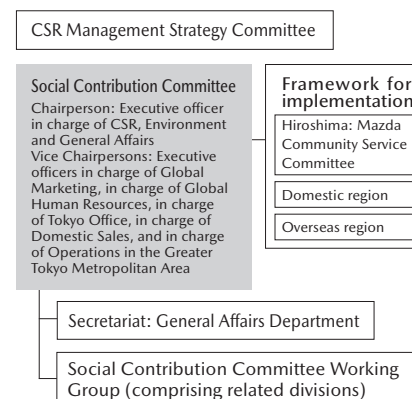 CSR Management Strategy Committee
Social Contribution Committee
Chairperson: Executive officer
in charge of CSR, Environment
and General Affairs
Vice Chairpersons: Executive
officers in charge of Global
Marketing, in charge of Global
Human Resources, in charge
of Tokyo Office, in charge of
Domestic Sales, and in charge
of Operations in the Greater
Tokyo Metropolitan Area
Framework for
implementation
Hiroshima: Mazda
Community Service
Committee
Domestic region
Overseas region
Secretariat: General Affairs Department
Social Contribution Committee Working
Group (comprising related divisions)